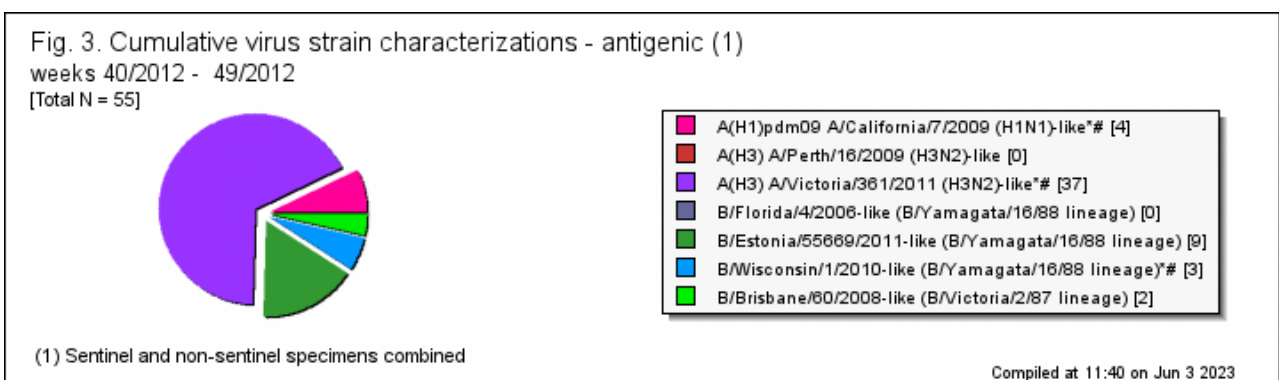 Fig. 3. Cumulative virus strain characterizations - antigenic (1)
weeks 40/2012 - 49/2012
[Total N = 55]
A(H1)pdm09 A/California/7/2009 (H1N1)-like*# [4]
A(H3) A/Perth/16/2009 (H3N2)-like [0]
A(H3) A/Victoria/361/2011 (H3N2)-like*# [37]
B/Florida/4/2006-like (B/Yamagata/16/88 lineage) [0]
B/Estonia/55669/2011-like (B/Yamagata/16/88 lineage) [9]
B/Wisconsin/1/2010-like (B/Yamagata/16/88 lineage)*# [3]
B/Brisbane/60/2008-like (B/Victoria/2/87 lineage) [2]
(1) Sentinel and non-sentinel specimens combined
Compiled at 11:40 on Jun 3 2023